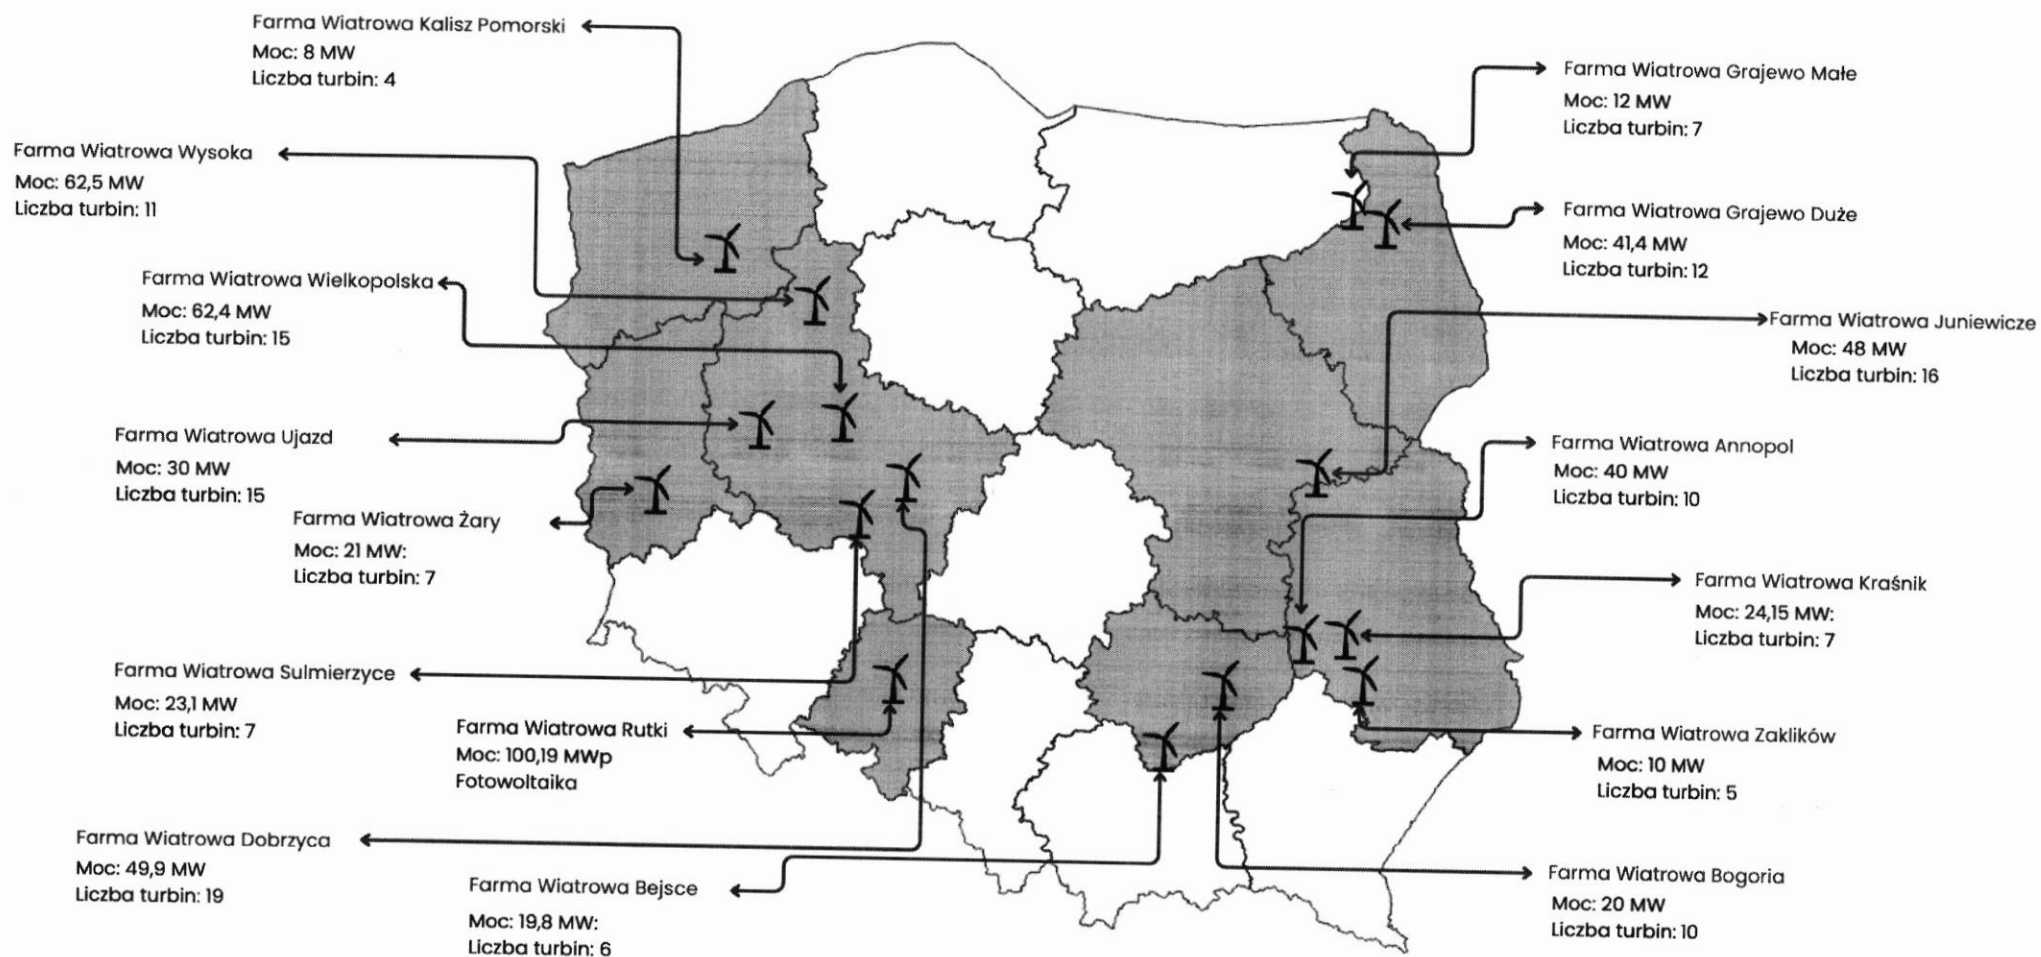 Farma Wiatrowa Kalisz Pomorski
Moc: 8 MW
Liczba turbin: 4
Farma Wiatrowa Wysoka
Moc: 62,5 MW
Liczba turbin: 11
Farma Wiatrowa Wielkopolska
Moc: 62,4 MW
Liczba turbin: 15
Farma Wiatrowa Ujazd
Moc: 30 MW
Liczba turbin: 15
Farma Wiatrowa Żary
Moc: 21 MW:
Liczba turbin: 7
Farma Wiatrowa Sulmierzyce
Moc: 23,1 MW
Liczba turbin: 7
Farma Wiatrowa Rutki
Moc: 100,19 MWp
Fotowoltaika
Farma Wiatrowa Dobrzyca
Moc: 49,9 MW
Liczba turbin: 19
Farma Wiatrowa Bejsce
Moc: 19,8 MW:
Liczba turbin: 6
Farma Wiatrowa Grajewo Małe
Moc: 12 MW
Liczba turbin: 7
Farma Wiatrowa Grajewo Duże
Moc: 41,4 MW
Liczba turbin: 12
Farma Wiatrowa Juniewicze
Moc: 48 MW
Liczba turbin: 16
Farma Wiatrowa Annopol
Moc: 40 MW
Liczba turbin: 10
Farma Wiatrowa Kraśnik
Moc: 24,15 MW:
Liczba turbin: 7
Farma Wiatrowa Zaklików
Moc: 10 MW
Liczba turbin: 5
Farma Wiatrowa Bogoria
Moc: 20 MW
Liczba turbin: 10